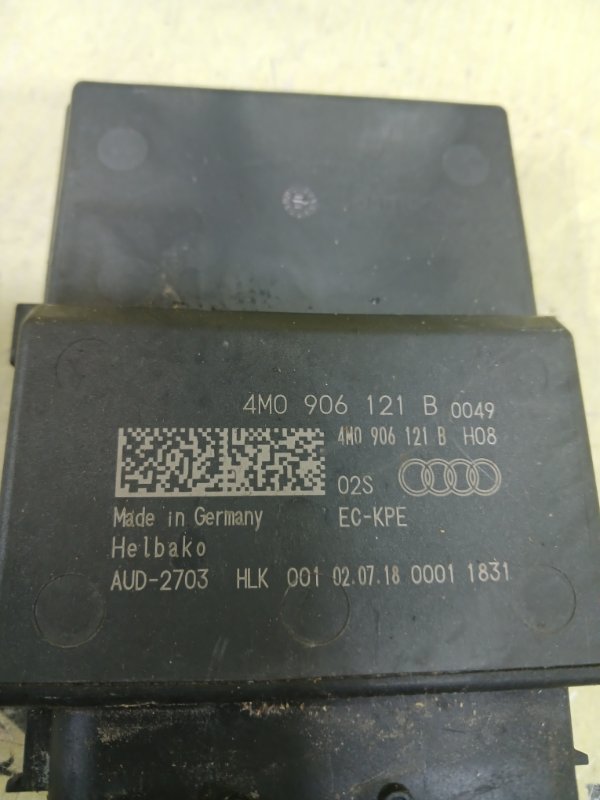 4M0 906 121 B 0049
4M0 906 121 B H08
02S
Made in Germany EC-KPE
Helbako
AUD-2703 HLK 001 02.07.18 0001 1831